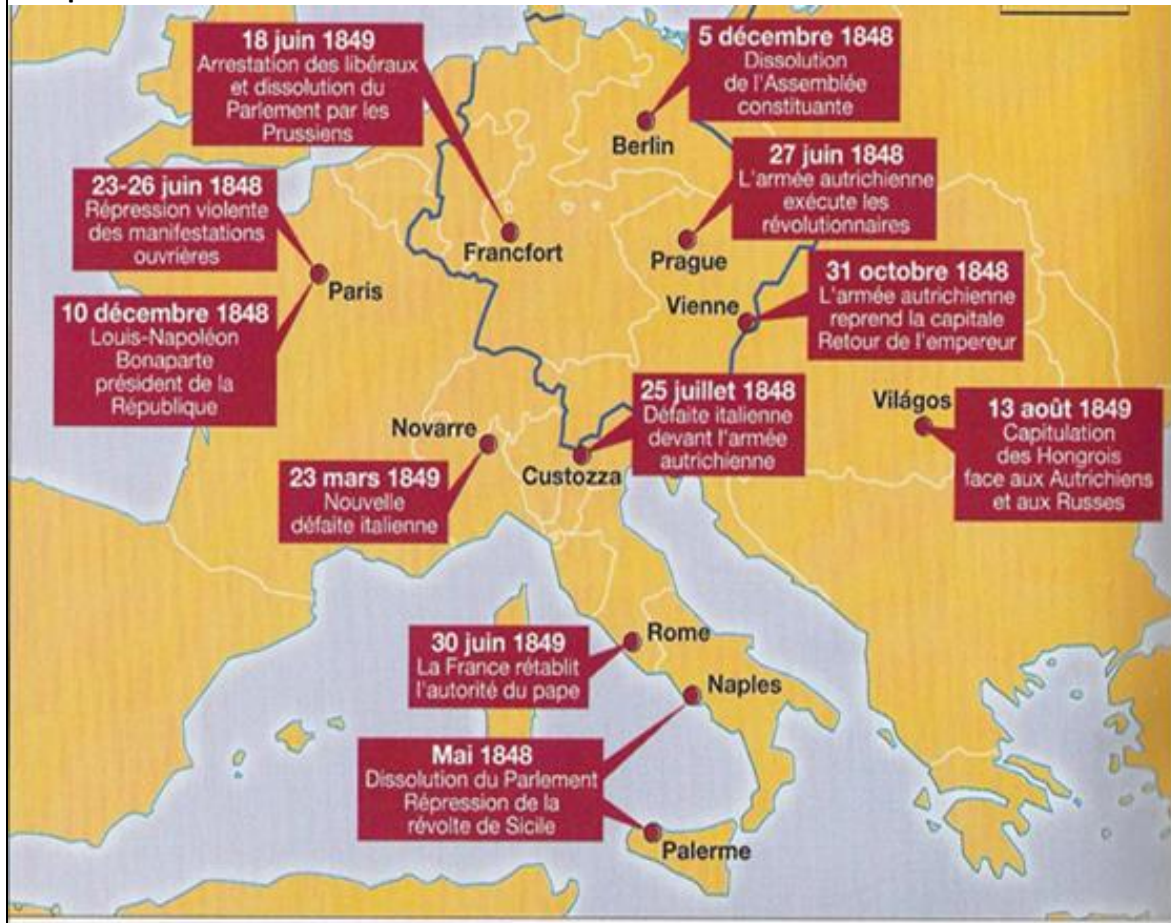 18 juin 1849
Arrestation des libéraux
et dissolution du
Parlement par les
Prussiens
5 décembre 1848
Dissolution
de l'Assemblée
constituante
Berlin
27 juin 1848
L'armée autrichienne
exécute les
révolutionnaires
23-26 juin 1848
Répression violente
des manifestations
ouvrières
Francfort
Prague
Paris
31 octobre 1848
L'armée autrichienne
reprend la capitale
Retour de l'empereur
Vienne
10 décembre 1848
Louis-Napoléon
Bonaparte
président de la
République
25 juillet 1848
Défaite italienne
devant l'armée
autrichienne
Világos
13 août 1849
Capitulation
des Hongrois
face aux Autrichiens
et aux Russes
Novarre
Custozza
23 mars 1849
Nouvelle
défaite italienne
30 juin 1849
La France rétablit
l'autorité du pape
Rome
Naples
Mai 1848
Dissolution du Parlement
Répression de la
révolte de Sicile
Palerme